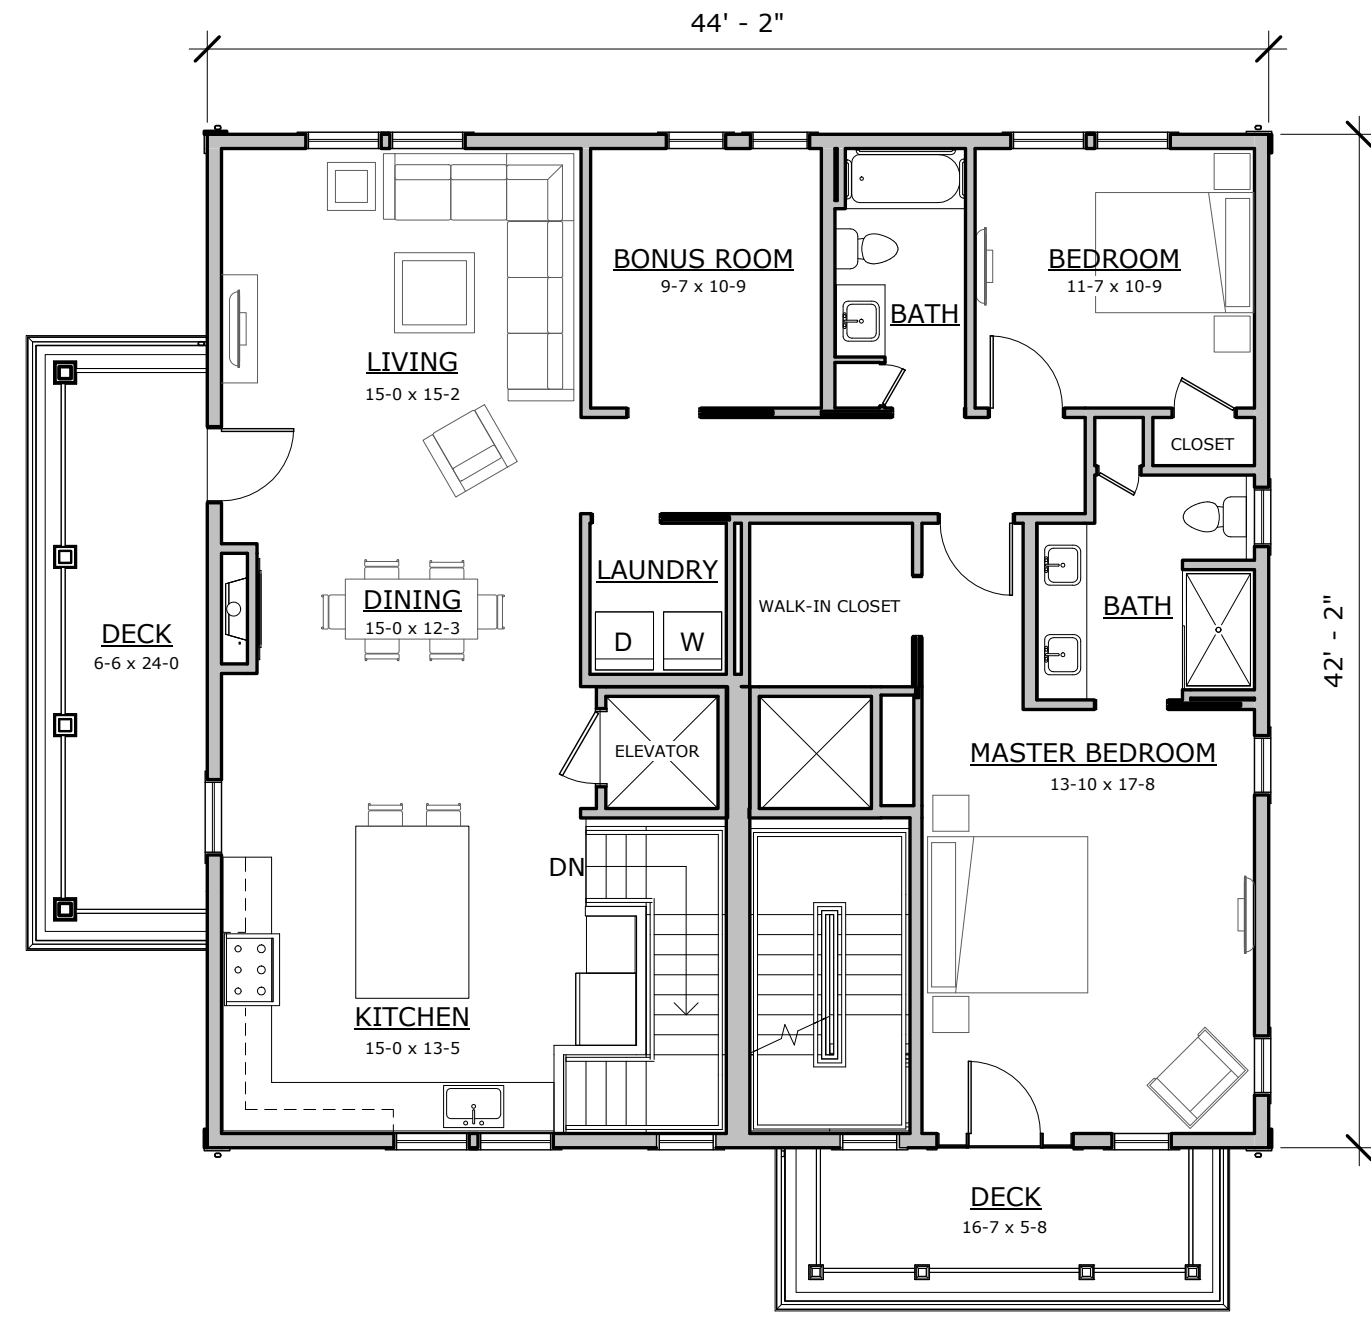 44' - 2"
BONUS ROOM
9-7 x 10-9
BEDROOM
11-7 x 10-9
BATH
LIVING
15-0 x 15-2
CLOSET
LAUNDRY
D
W
WALK-IN CLOSET
BATH
DINING
15-0 x 12-3
DECK
6-6 x 24-0
42' - 2"
ELEVATOR
MASTER BEDROOM
13-10 x 17-8
DN
KITCHEN
15-0 x 13-5
DECK
16-7 x 5-8